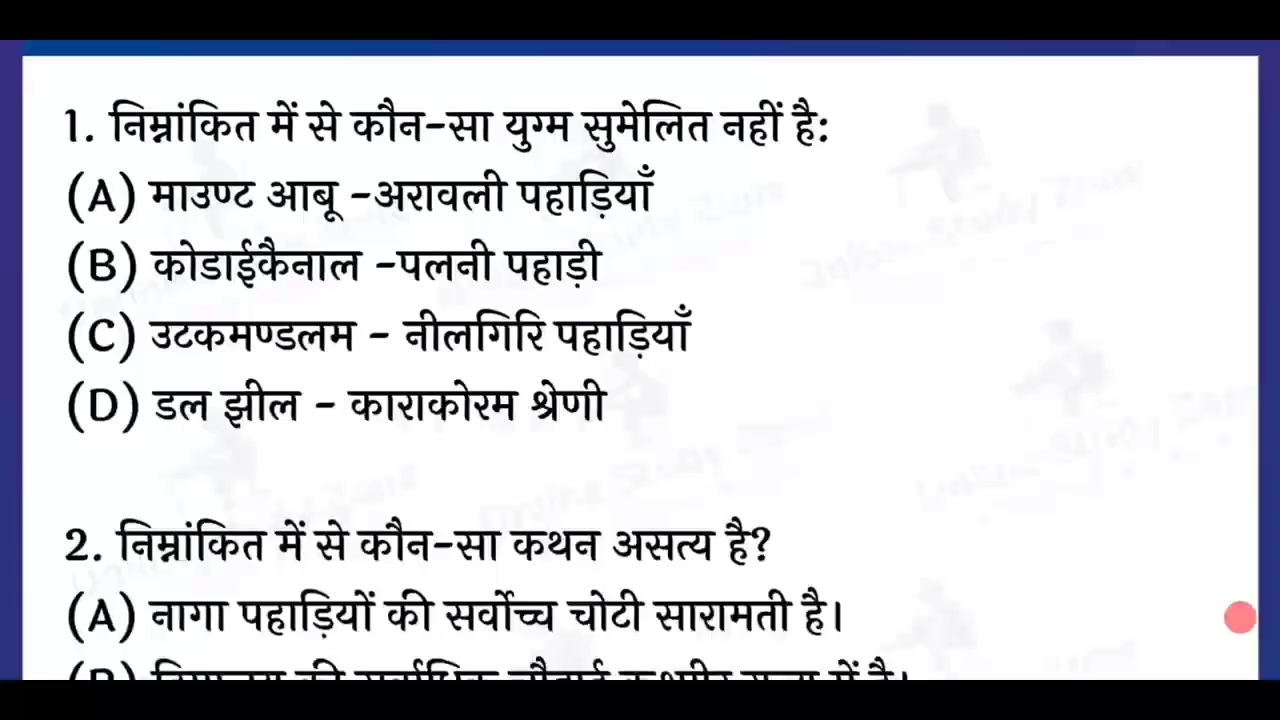 1. निम्नांकित में से कौन-सा युग्म सुमेलित नहीं है:
(A) माउण्ट आबू -अरावली पहाड़ियाँ
(B) कोडाईकैनाल -पलनी पहाड़ी
(C) उटकमण्डलम - नीलगिरि पहाड़ियाँ
(D) डल झील - काराकोरम श्रेणी
2. निम्नांकित में से कौन-सा कथन असत्य है?
(A) नागा पहाड़ियों की सर्वोच्च चोटी सारामती है।